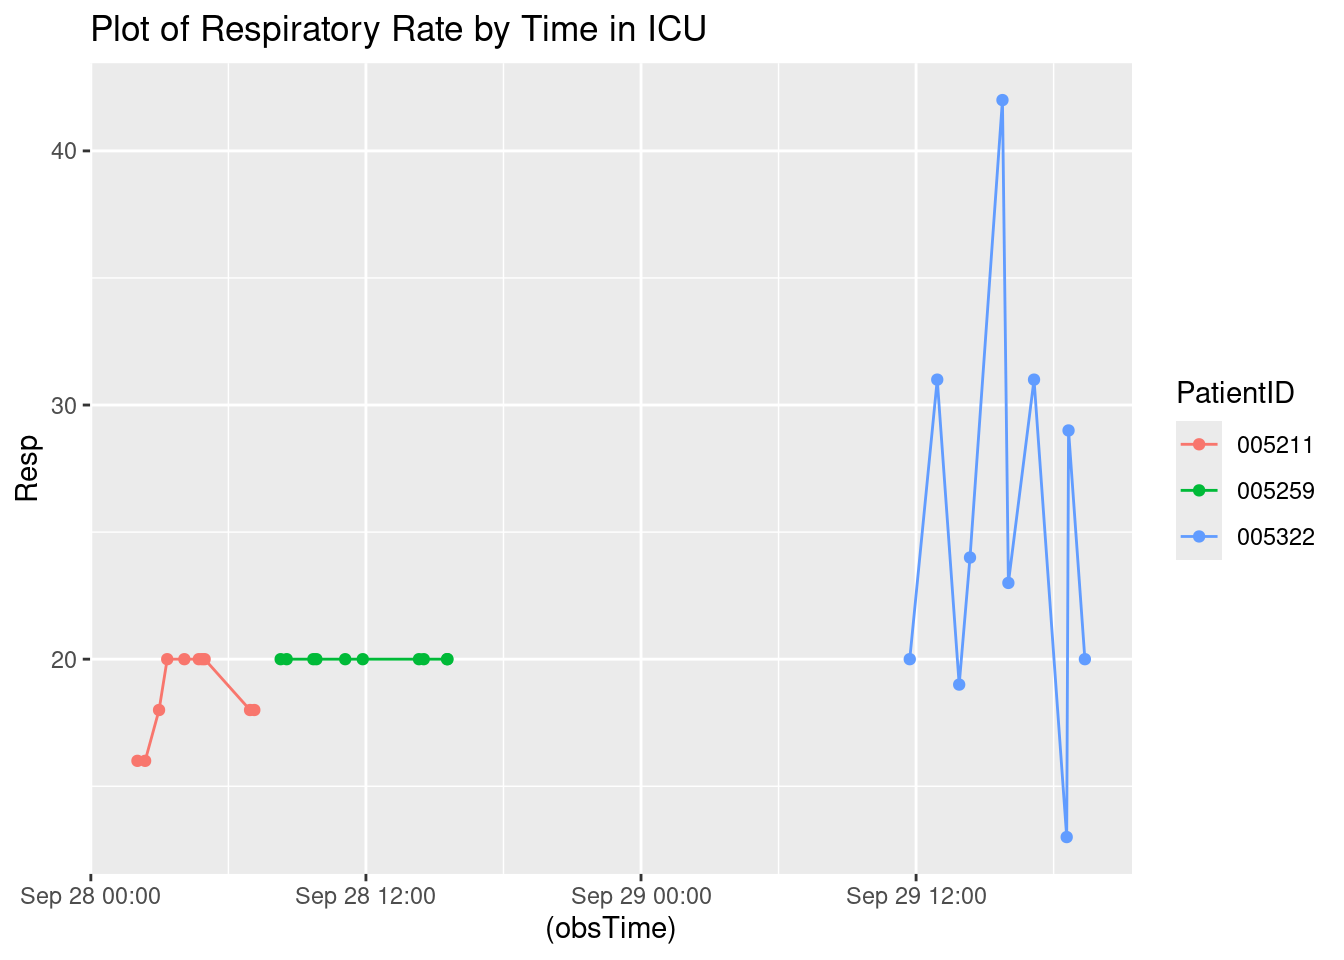 Plot of Respiratory Rate by Time in ICU
40
30
20
Resp
Sep 28 00:00 Sep 28 12:00 Sep 29 00:00 Sep 29 12:00
(obsTime)
PatientID
005211
005259
005322